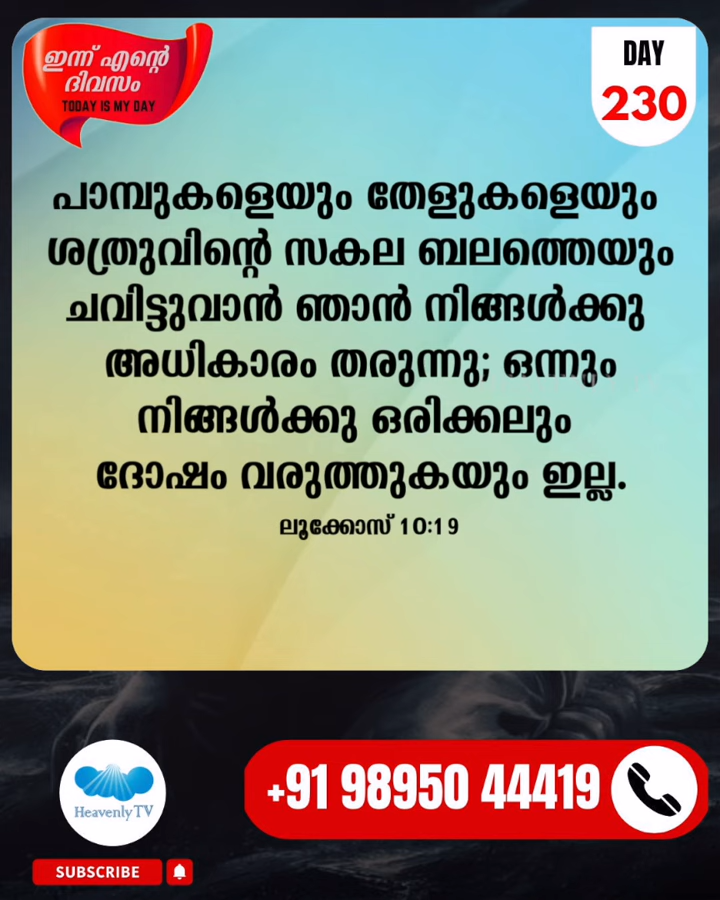 ഇന്ന് എന്റെ
ദിവസം
TODAY IS MY DAY
DAY
230
പാമ്പുകളെയും തേളുകളെയും
ശത്രുവിന്റെ സകല ബലത്തെയും
ചവിട്ടുവാൻ ഞാൻ നിങ്ങൾക്കു
അധികാരം തരുന്നു; ഒന്നും
നിങ്ങൾക്കു ഒരിക്കലും
ദോഷം വരുത്തുകയും ഇല്ല.
ലൂക്കോസ് 10:19
HeavenlyTV
+91 98950 44419
SUBSCRIBE